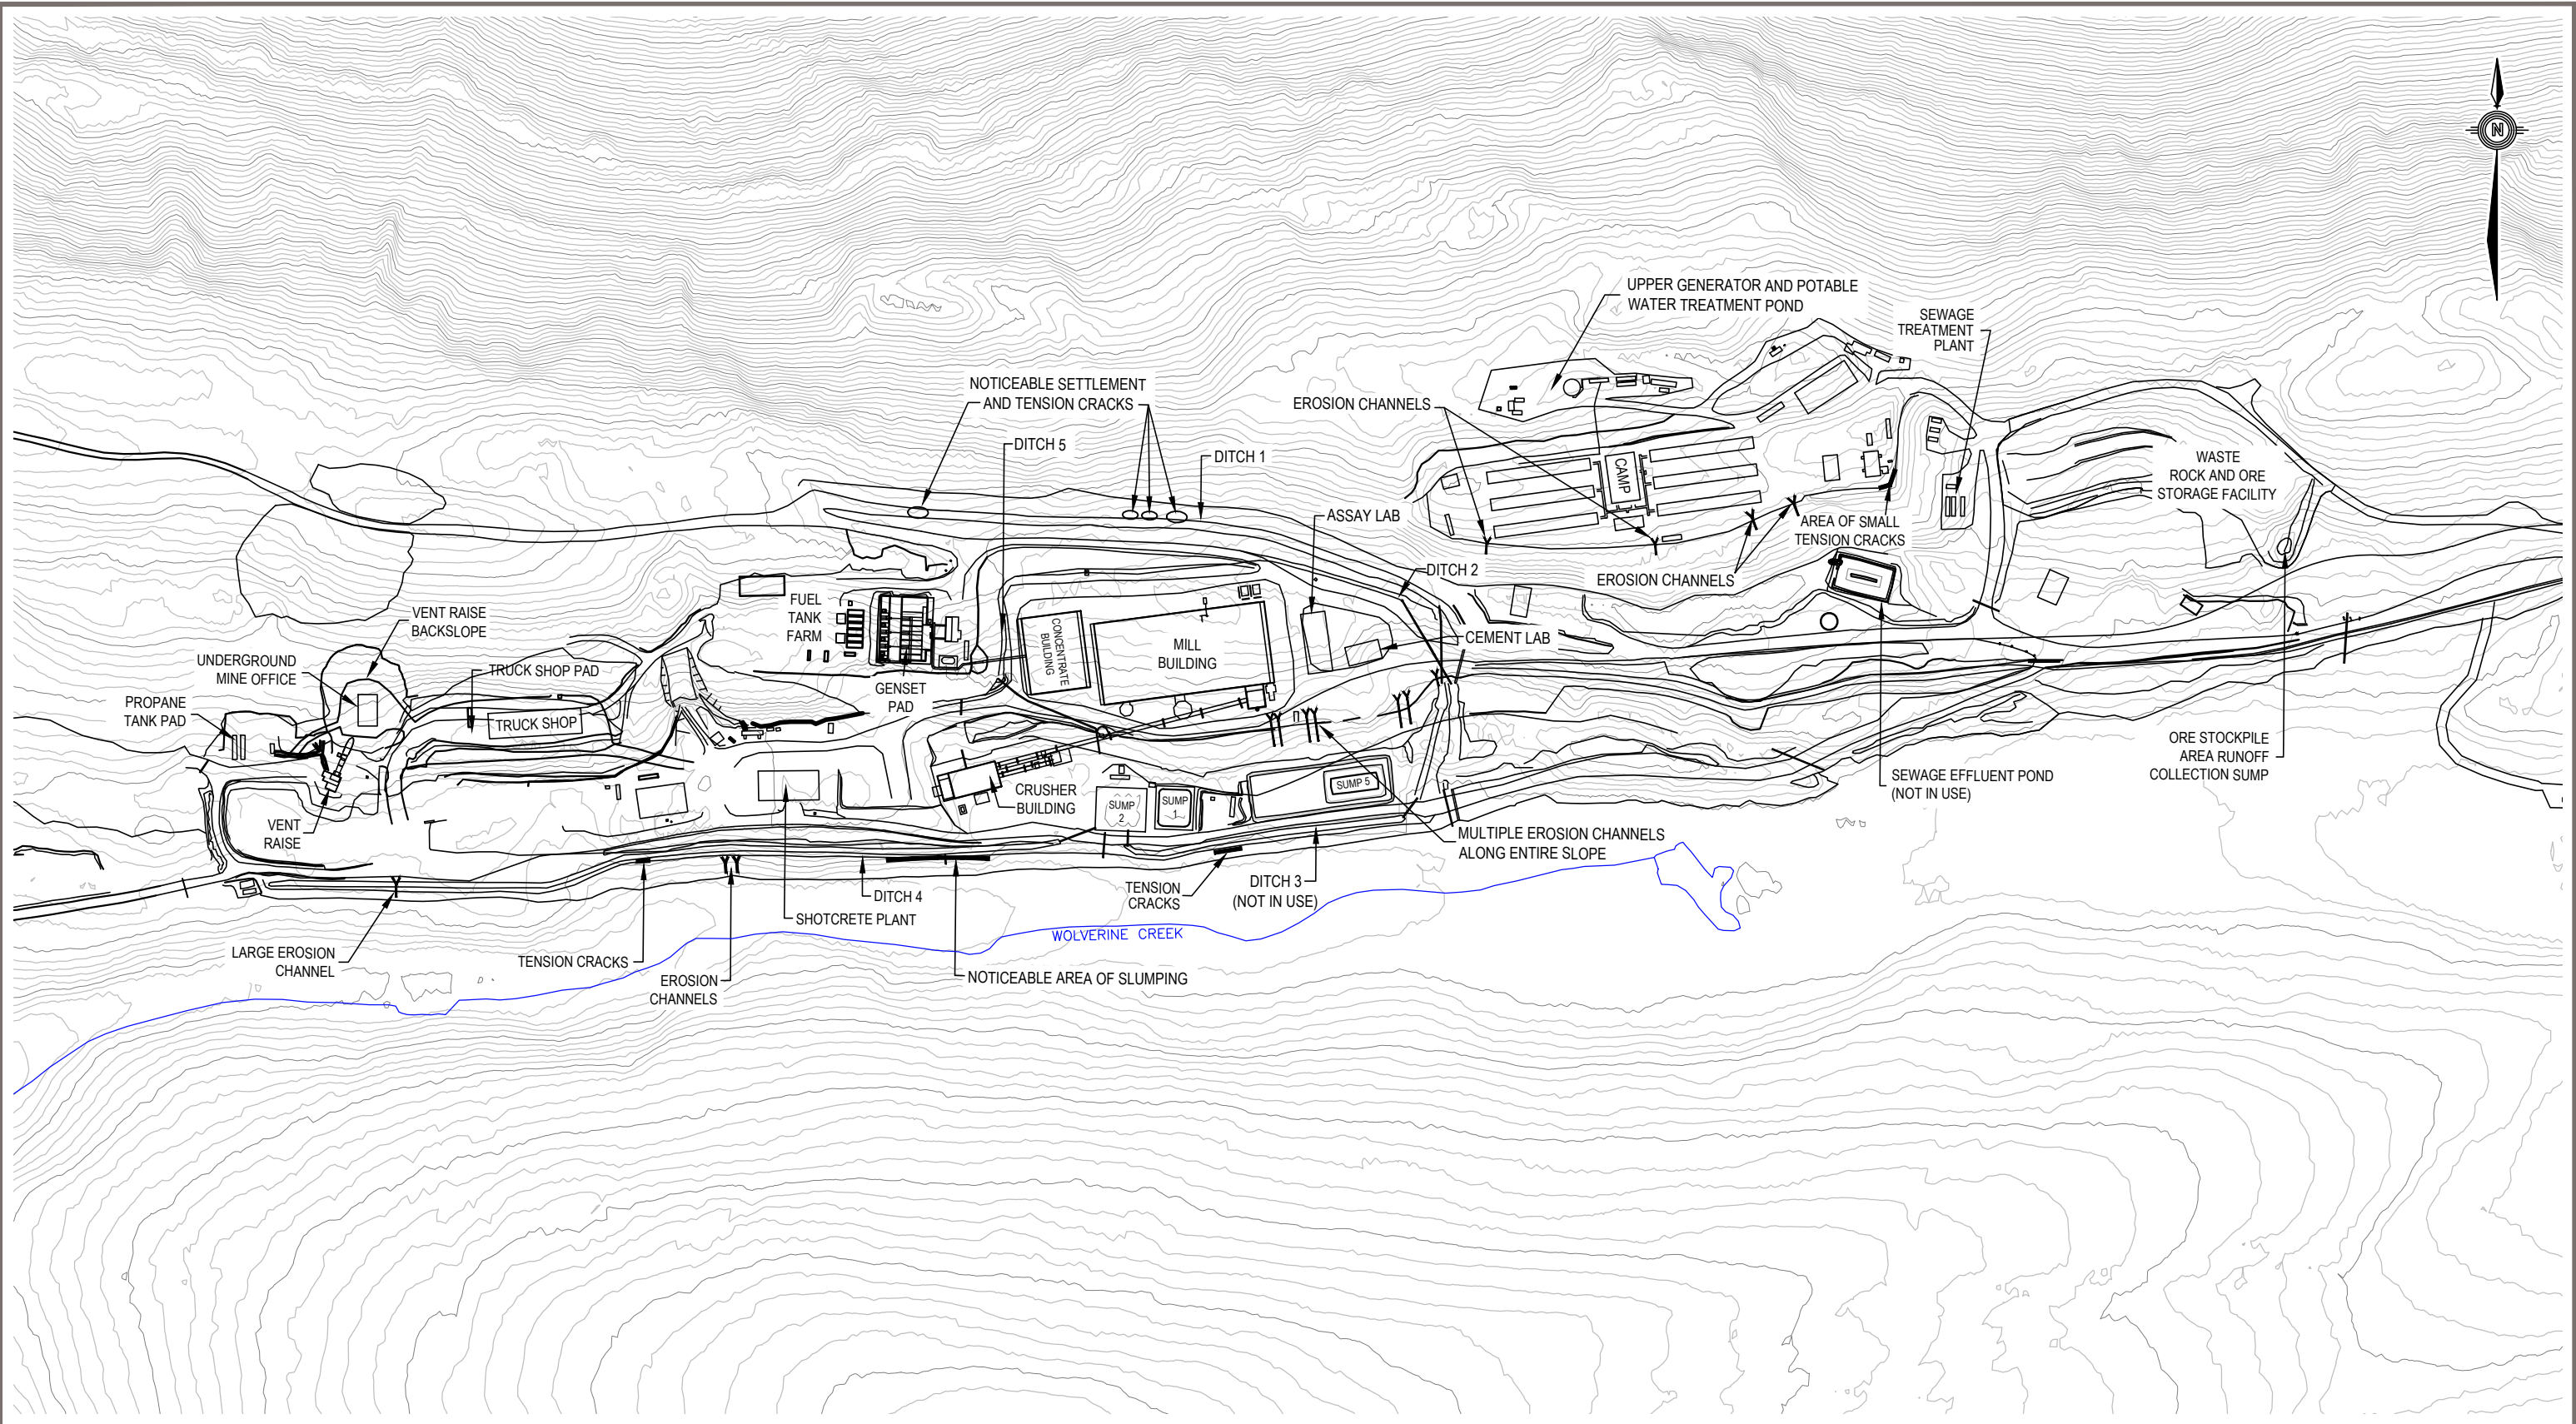 N
UPPER GENERATOR AND POTABLE
WATER TREATMENT POND
SEWAGE
TREATMENT
PLANT
NOTICEABLE SETTLEMENT
AND TENSION CRACKS
EROSION CHANNELS
DITCH 5
DITCH 1
WASTE
ROCK AND ORE
STORAGE FACILITY
CAMP
ASSAY LAB
AREA OF SMALL
TENSION CRACKS
DITCH 2
EROSION CHANNELS
FUEL
TANK
FARM
VENT RAISE
BACKSLOPE
CONCENTRATE
BUILDING
MILL
BUILDING
CEMENT LAB
UNDERGROUND
MINE OFFICE
TRUCK SHOP PAD
GENSET
PAD
PROPANE
TANK PAD
TRUCK SHOP
ORE STOCKPILE
AREA RUNOFF
COLLECTION SUMP
SEWAGE EFFLUENT POND
(NOT IN USE)
CRUSHER
BUILDING
SUMP
2
SUMP
1
SUMP 5
VENT
RAISE
MULTIPLE EROSION CHANNELS
ALONG ENTIRE SLOPE
DITCH 4
TENSION
CRACKS
DITCH 3
(NOT IN USE)
SHOTCRETE PLANT
WOLVERINE CREEK
LARGE EROSION
CHANNEL
TENSION CRACKS
EROSION
CHANNELS
NOTICEABLE AREA OF SLUMPING